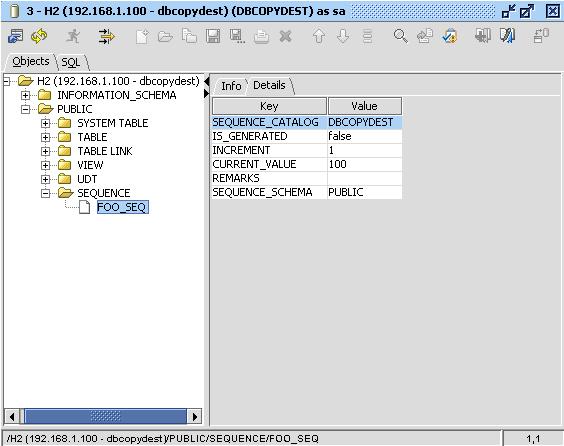 3 - H2 (192.168.1.100 - dbcopydest) (DBCOPYDEST) as sa
Objects SQL
H2 (192.168.1.100 - dbcopydest)
INFORMATION_SCHEMA
PUBLIC
SYSTEM TABLE
TABLE
TABLE LINK
VIEW
UDT
SEQUENCE
FOO_SEQ
Info Details
Key Value
SEQUENCE_CATALOG DBCOPYDEST
IS_GENERATED false
INCREMENT 1
CURRENT_VALUE 100
REMARKS
SEQUENCE_SCHEMA PUBLIC
/H2 (192.168.1.100 - dbcopydest)/PUBLIC/SEQUENCE/FOO_SEQ 1,1